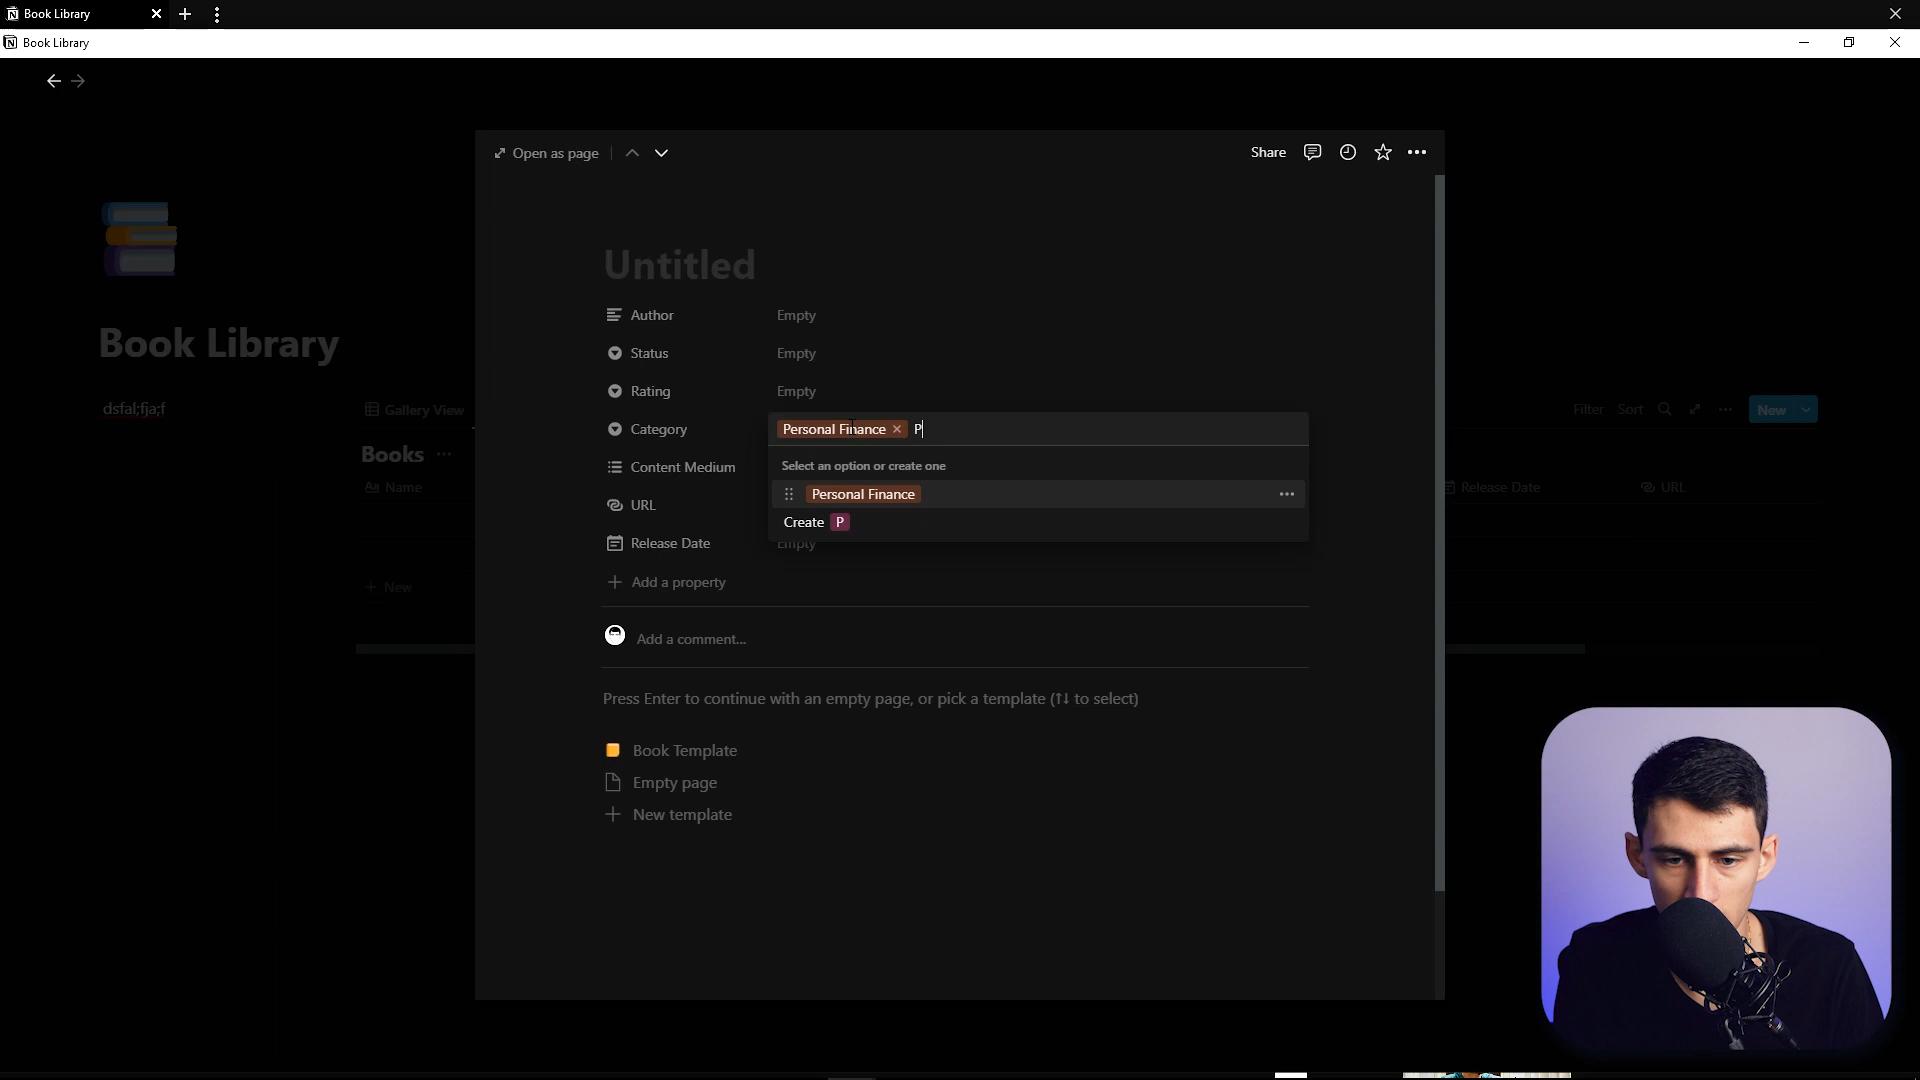 Book Library
Book Library
Open as page
Share
Untitled
Author Empty
Status Empty
Rating Empty
Category Personal Finance P
Select an option or create one
Personal Finance
Create P
Content Medium
URL
Release Date Empty
Add a property
Add a comment...
Press Enter to continue with an empty page, or pick a template (↑↓ to select)
Book Template
Empty page
New template
Book Library
dsfal;fja;f
Gallery View
Filter Sort New
Books
Name
Release Date URL
New